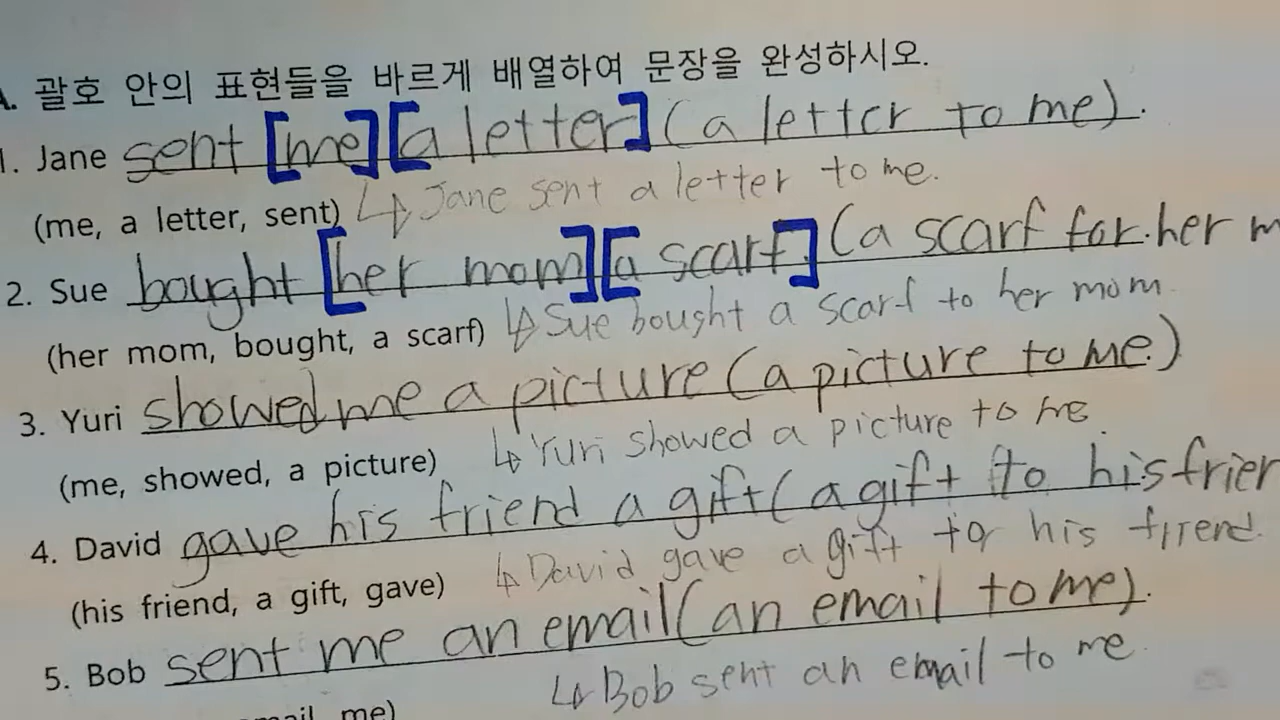 A. 괄호 안의 표현들을 바르게 배열하여 문장을 완성하시오.
1. Jane sent [me][a letter] (a letter to me).
(me, a letter, sent) ↳ Jane sent a letter to me.
2. Sue bought [her mom][a scarf]. (a scarf for her m
(her mom, bought, a scarf) ↳ Sue bought a scarf to her mom
3. Yuri showed me a picture (a picture to me.)
(me, showed, a picture) ↳ Yuri showed a picture to me.
4. David gave his friend a gift (a gift to his frien
(his friend, a gift, gave) ↳ David gave a gift for his friend.
5. Bob sent me an email (an email to me).
↳ Bob sent an email to me
me)